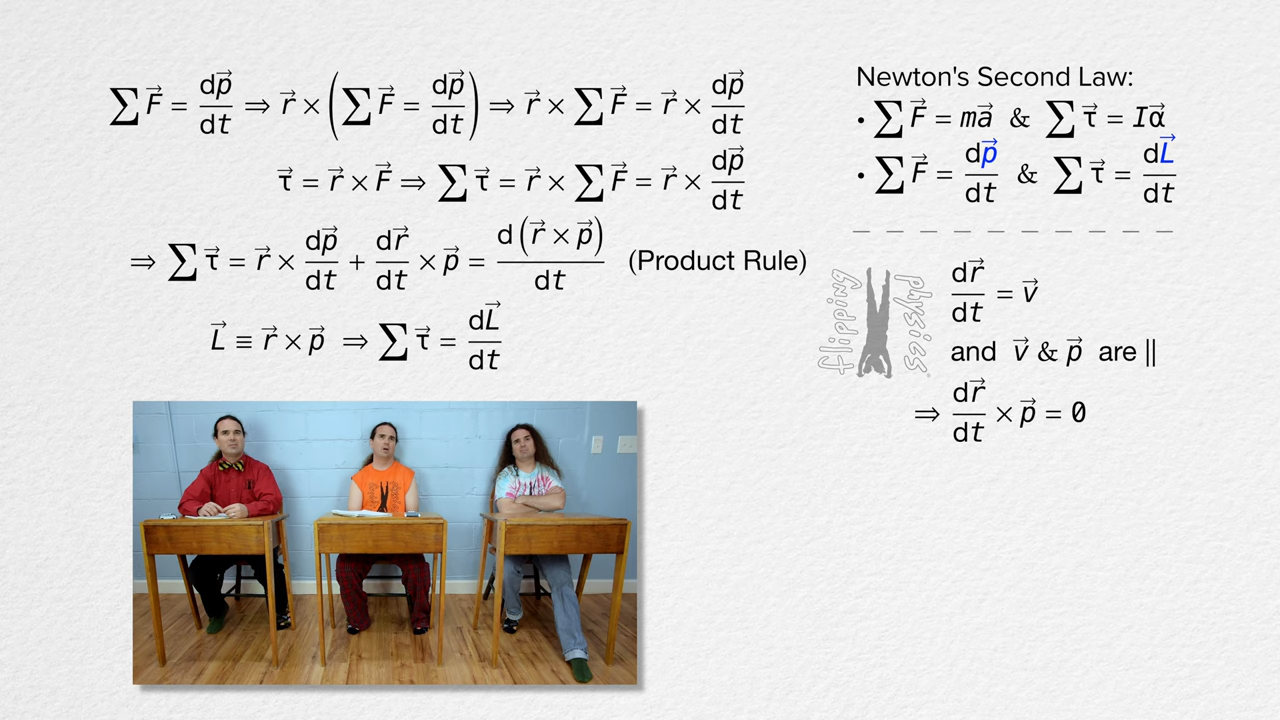 ∑F⃗ = dp⃗/dt ⇒ r⃗ × (∑F⃗ = dp⃗/dt) ⇒ r⃗ × ∑F⃗ = r⃗ × dp⃗/dt
τ⃗ = r⃗ × F⃗ ⇒ ∑τ⃗ = r⃗ × ∑F⃗ = r⃗ × dp⃗/dt
⇒ ∑τ⃗ = r⃗ × dp⃗/dt + dr⃗/dt × p⃗ = d(r⃗ × p⃗)/dt (Product Rule)
L⃗ ≡ r⃗ × p⃗ ⇒ ∑τ⃗ = dL⃗/dt
Newton's Second Law:
• ∑F⃗ = ma⃗ & ∑τ⃗ = Iα⃗
• ∑F⃗ = dp⃗/dt & ∑τ⃗ = dL⃗/dt
flipping physics®
dr⃗/dt = v⃗
and v⃗ & p⃗ are ||
⇒ dr⃗/dt × p⃗ = 0